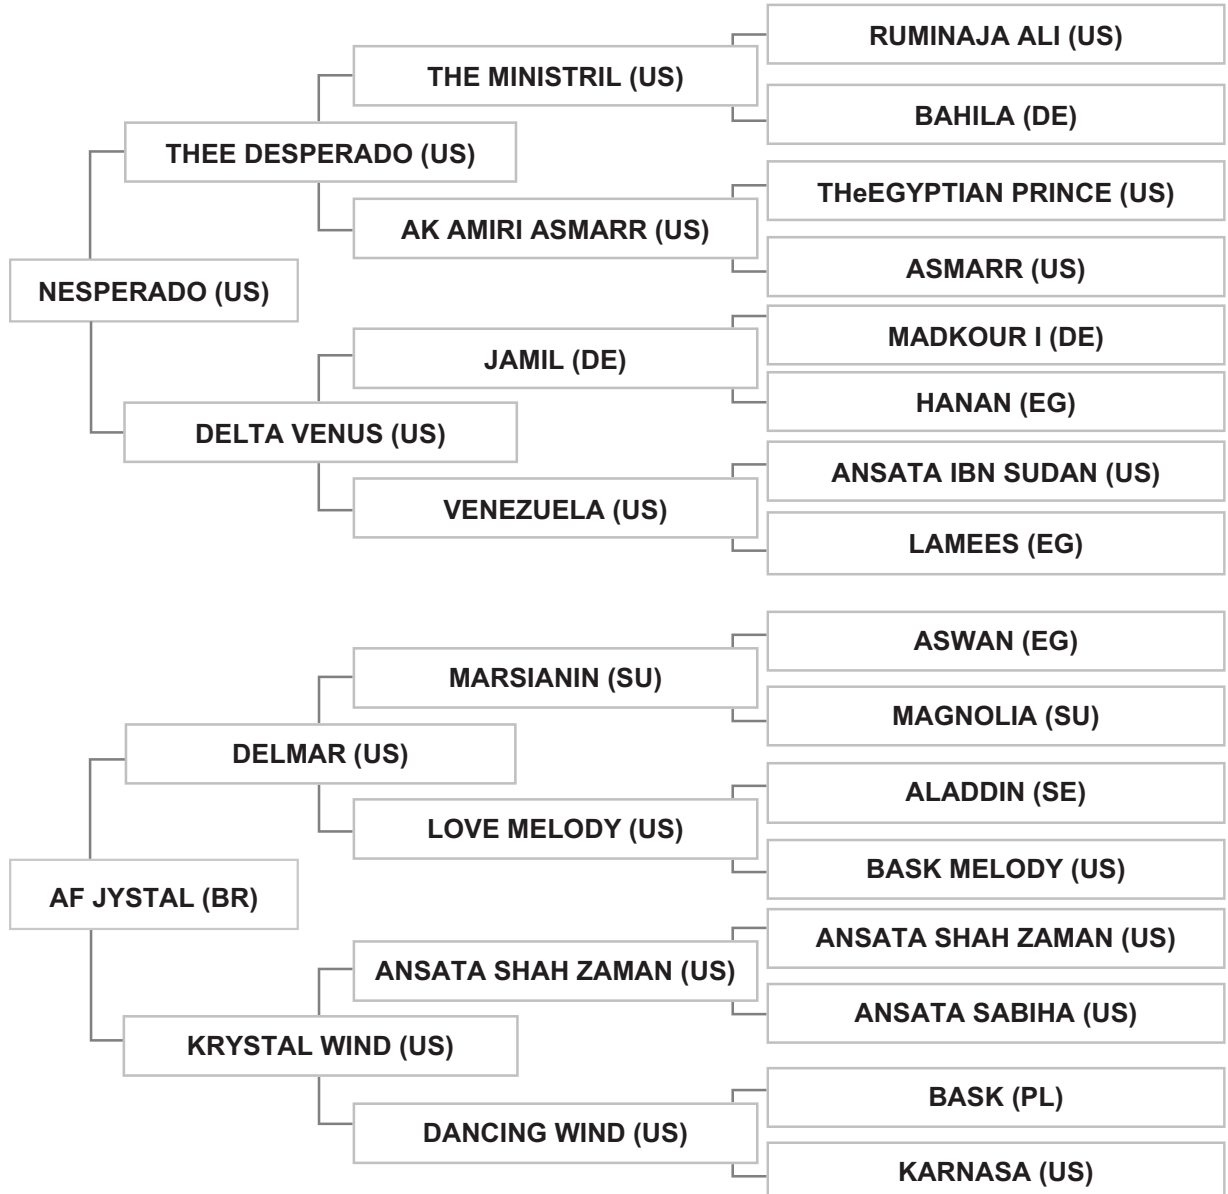 RUMINAJA ALI (US)
THE MINISTRIL (US)
BAHILA (DE)
THEE DESPERADO (US)
THeEGYPTIAN PRINCE (US)
AK AMIRI ASMARR (US)
ASMARR (US)
NESPERADO (US)
MADKOUR I (DE)
JAMIL (DE)
HANAN (EG)
DELTA VENUS (US)
ANSATA IBN SUDAN (US)
VENEZUELA (US)
LAMEES (EG)
ASWAN (EG)
MARSIANIN (SU)
MAGNOLIA (SU)
DELMAR (US)
ALADDIN (SE)
LOVE MELODY (US)
BASK MELODY (US)
AF JYSTAL (BR)
ANSATA SHAH ZAMAN (US)
ANSATA SHAH ZAMAN (US)
ANSATA SABIHA (US)
KRYSTAL WIND (US)
BASK (PL)
DANCING WIND (US)
KARNASA (US)